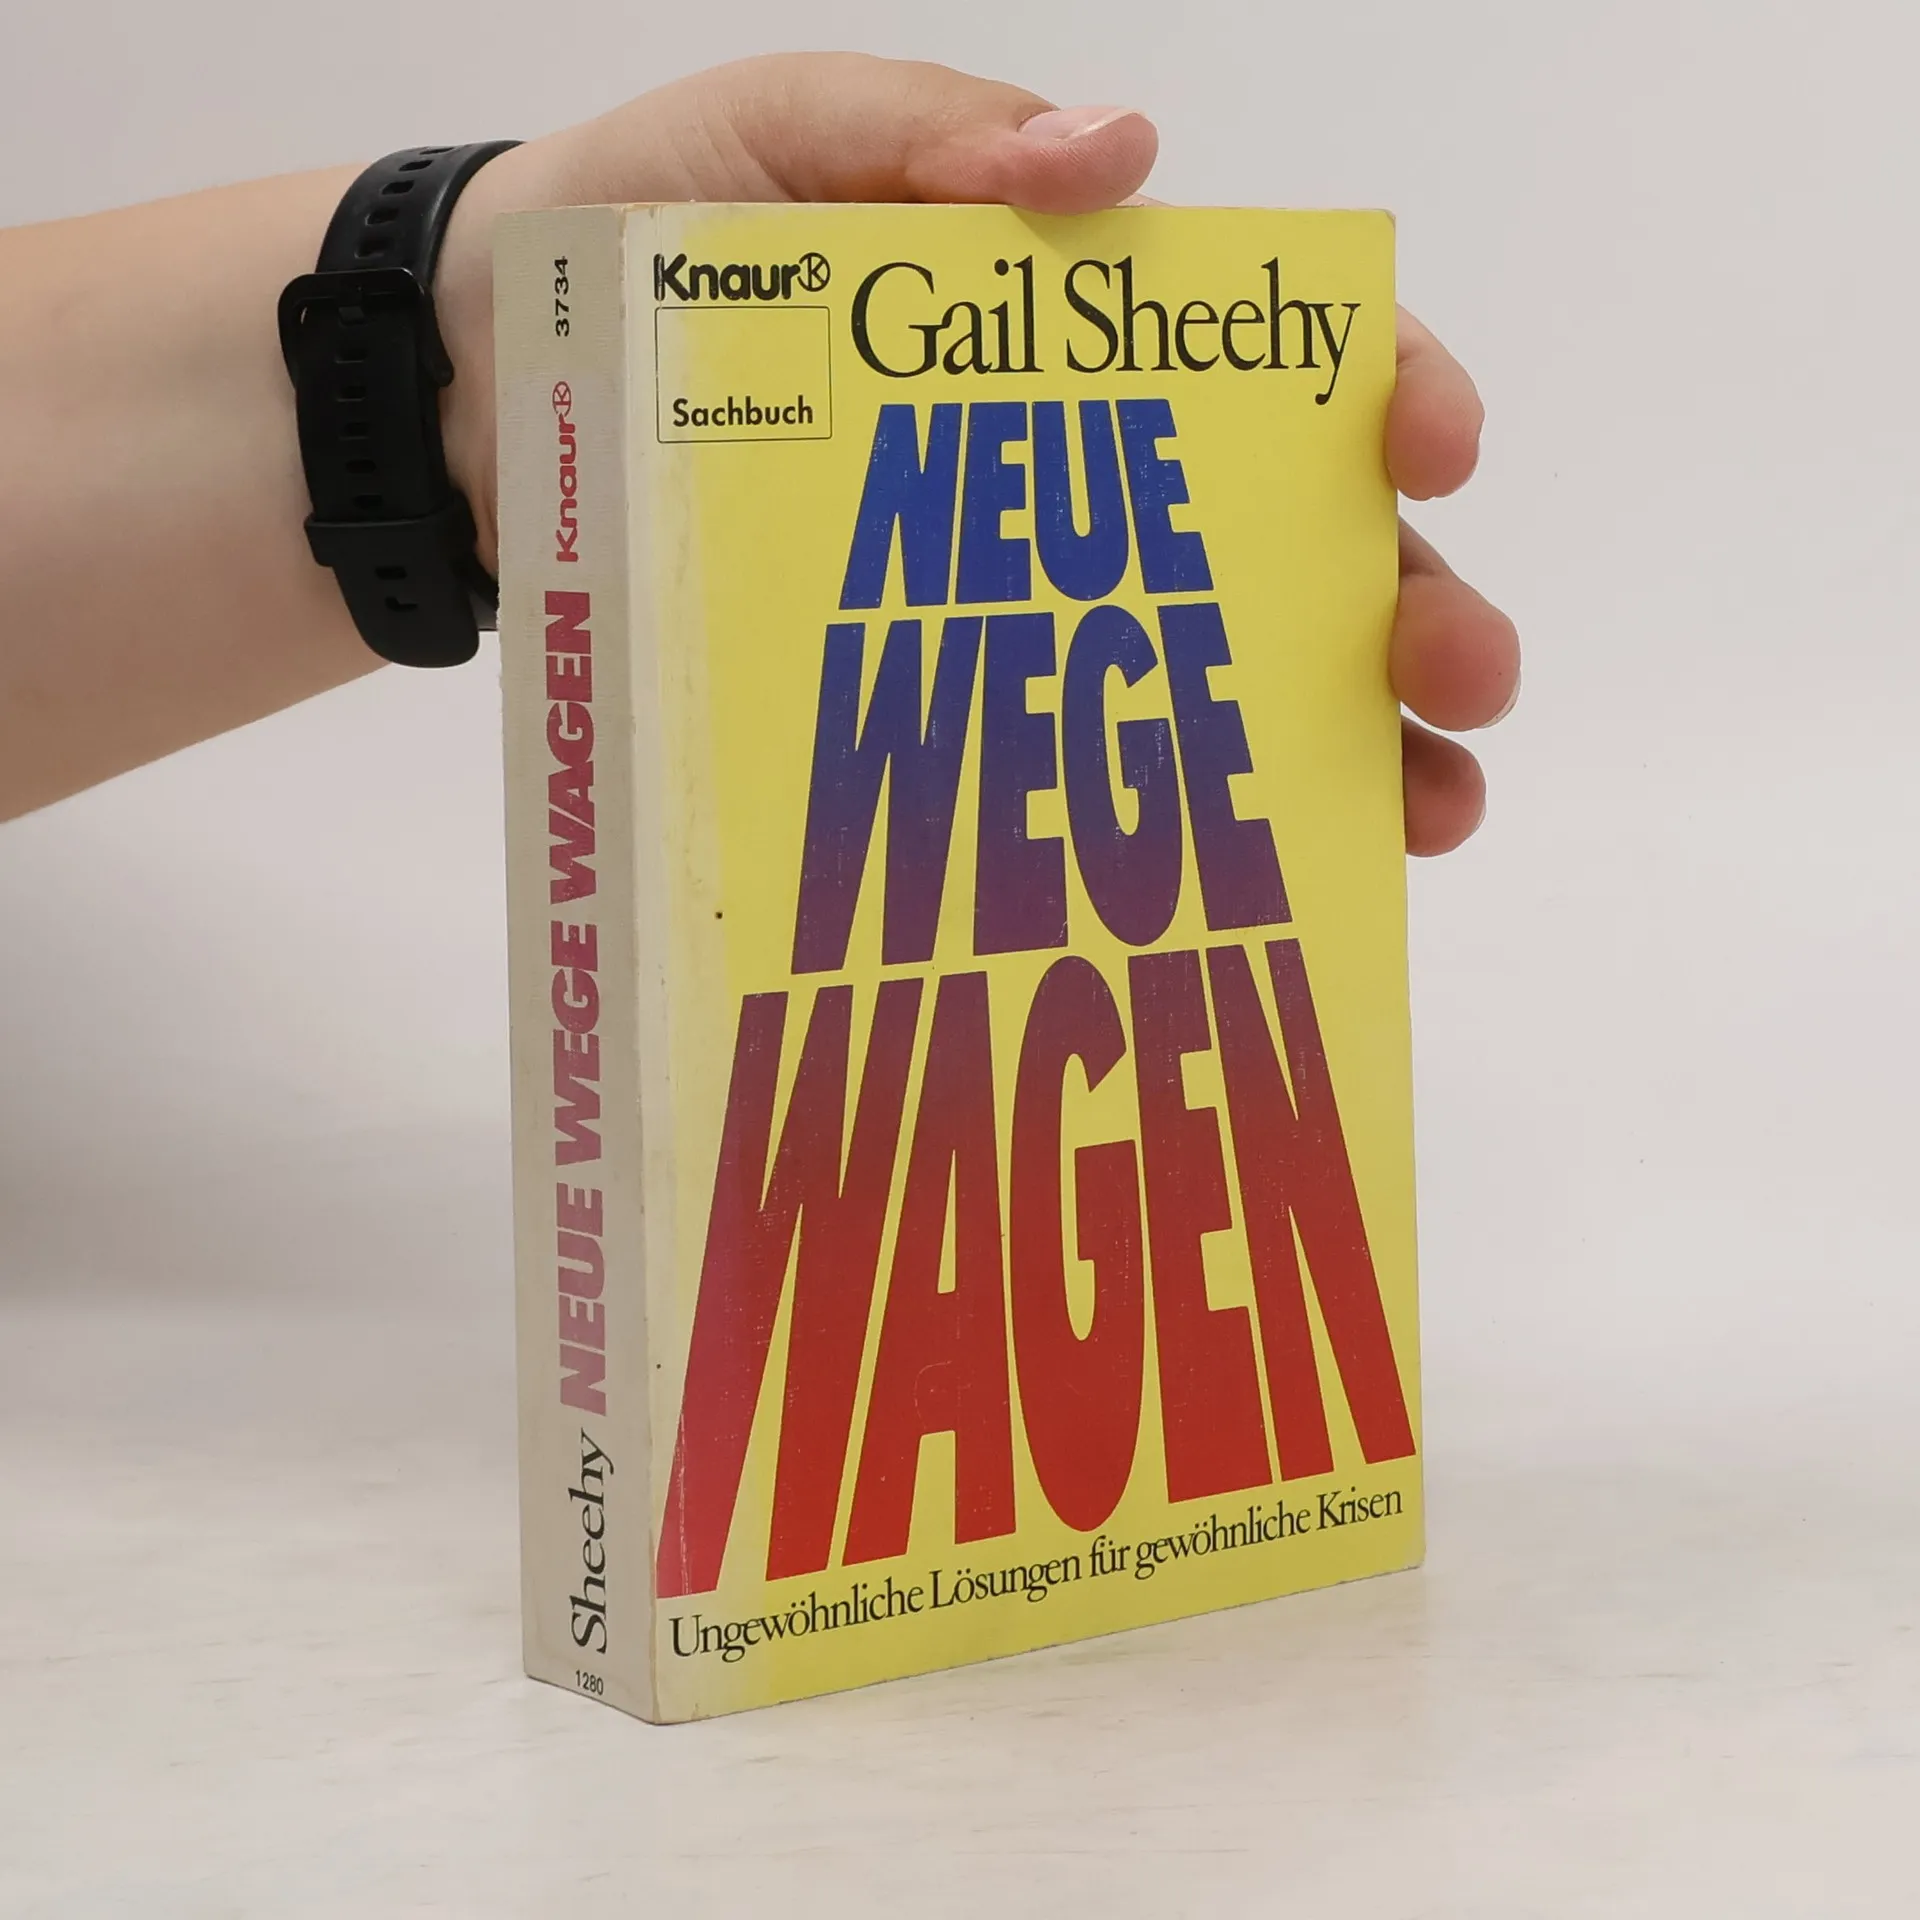 Knaur
Gail Sheehy
Sachbuch
NEUE
WEGE
WAGEN
Ungewöhnliche Lösungen für gewöhnliche Krisen
Sheehy NEUE WEGE WAGEN Knaur 3734
1280